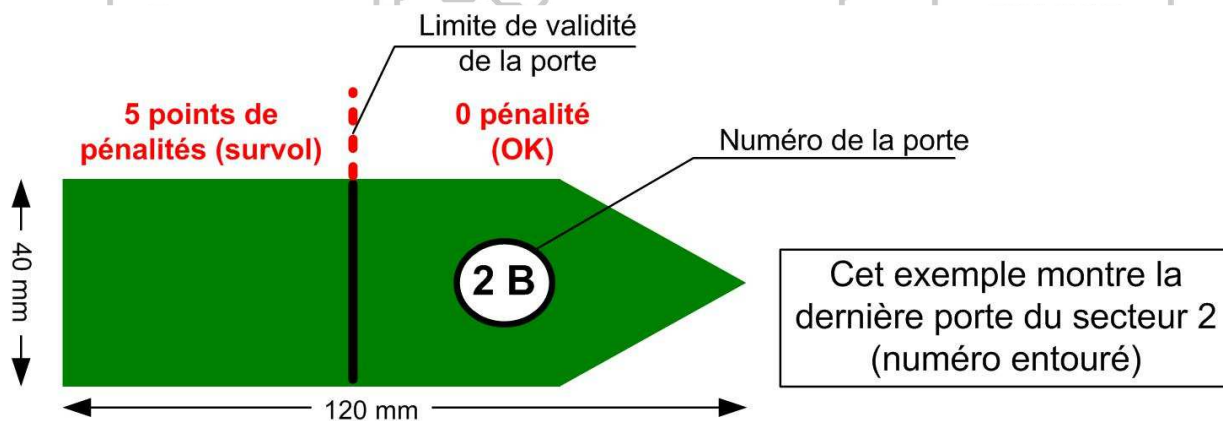 Limite de validité
de la porte
5 points de
pénalités (survol)
0 pénalité
(OK)
Numéro de la porte
40 mm
2 B
Cet exemple montre la
dernière porte du secteur 2
(numéro entouré)
120 mm